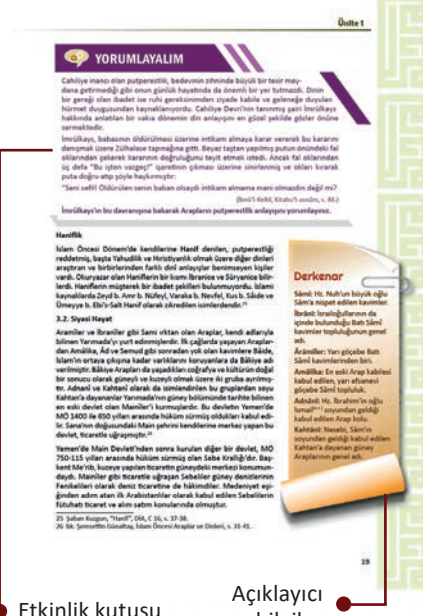 Ünite 1
YORUMLAYALIM
Cahiliye inancı olan putperestlik, bedevinin zihninde büyük bir tesir mey-
dana getirmediği gibi onun günlük hayatında da önemli bir yer tutmazdı. Dinin
bir gereği olan ibadet ise ruhi gereksinimden ziyade kabile ve geleneğe duyulan
hürmet duygusundan kaynaklanıyordu. Cahiliye Devri'nin tanınmış şairi İmrülkays
hakkında anlatılan bir vaka dönemin din anlayışını en güzel şekilde gözler önüne
sermektedir.
İmrülkays, babasının öldürülmesi üzerine intikam almaya karar vererek bu kararını
danışmak üzere Zülhalase tapınağına gitti. Beyaz taştan yapılmış putun önündeki fal
oklarından çekerek kararının doğruluğunu teyit etmek istedi. Ancak fal oklarından
üç defa "Bu işten vazgeç!" işaretinin çıkması üzerine sinirlenmiş ve okları kırarak
puta doğru atıp şöyle haykırmıştır:
"Seni sefil! Öldürülen senin baban olsaydı intikam almama mani olmazdın değil mi?
(İbnü'l Kelbî, Kitabu'l-asnâm, s. 46.)
İmrülkays'ın bu davranışına bakarak Arapların putperestlik anlayışını yorumlayınız.
Haniflik
İslam Öncesi Dönem'de kendilerine Hanif denilen, putperestliği
reddetmiş, başta Yahudilik ve Hristiyanlık olmak üzere diğer dinleri
araştıran ve birbirlerinden farklı dinî anlayışlar benimseyen kişiler
vardı. Okuryazar olan Haniflerin bir kısmı İbranice ve Süryanice bilir-
lerdi. Haniflerin müşterek bir ibadet şekilleri bulunmuyordu. İslami
kaynaklarda Zeyd b. Amr b. Nüfeyl, Varaka b. Nevfel, Kus b. Sâide ve
Ümeyye b. Ebi's-Salt Hanif olarak zikredilen isimlerdendir.²⁵
3.2. Siyasi Hayat
Aramîler ve İbraniler gibi Sami ırktan olan Araplar, kendi adlarıyla
bilinen Yarımada'yı yurt edinmişlerdir. İlk çağlarda yaşayan Araplar-
dan Amâlika, Âd ve Semud gibi sonradan yok olan kavimlere Bâide,
İslam'ın ortaya çıkışına kadar varlıklarını koruyanlara da Bâkiye adı
verilmiştir. Bâkiye Arapları da yaşadıkları coğrafya ve kültürün doğal
bir sonucu olarak güneyli ve kuzeyli olmak üzere iki gruba ayrılmış-
tır. Adnanî ve Kahtanî olarak da isimlendirilen bu gruplardan soyu
Kahtan'a dayananlar Yarımada'nın güney bölümünde tarihte bilinen
en eski devlet olan Maînîler'i kurmuşlardır. Bu devletin Yemen'de
MÖ 1400 ile 650 yılları arasında hüküm sürmüş oldukları kabul edi-
lir. Sana'nın doğusundaki Main şehrini kendilerine merkez yapan bu
devlet, ticaretle uğraşmıştır.
Yemen'de Main Devleti'nden sonra kurulan diğer bir devlet, MÖ
750-115 yılları arasında hüküm sürmüş olan Sebe Krallığı'dır. Baş-
kent Me'rib, kuzeye yapılan ticaretin güneydeki merkezi konumun-
daydı. Mainîler gibi ticaretle uğraşan Sebeliler güney denizlerinin
Fenikelileri olarak deniz ticaretine de hâkimdiler. Medeniyet eşi-
ğinden adım atan ilk Arabistanlılar olarak kabul edilen Sebelilerin
fütuhatı ticaret ve alım satım konularında olmuştur.
25 Şaban Kuzgun, "Hanîf", DİA, C 16, s. 37-38.
26 bk. Şemsettin Günaltay, İslam Öncesi Araplar ve Dinleri, s. 31-41.
Derkenar
Sâmî: Hz. Nuh'un büyük oğlu
Sâm'a nispet edilen kavimler.
İbrânî: İsrailoğullarının da
içinde bulunduğu Batı Sâmî
kavimler topluluğunun genel
adı.
Ârâmîler: Yarı göçebe Batı
Sâmî kavimlerinden biri.
Amâlika: En eski Arap kabilesi
kabul edilen, yarı efsanevi
göçebe Sâmî topluluk.
Adnânî: Hz. İbrahim'in oğlu
İsmail soyundan geldiği
kabul edilen Arap kolu.
Kahtânî: Nesebi, Sâm'ın
soyundan geldiği kabul edilen
Kahtan'a dayanan güney
Araplarının genel adı.
19
Etkinlik kutusu
Açıklayıcı